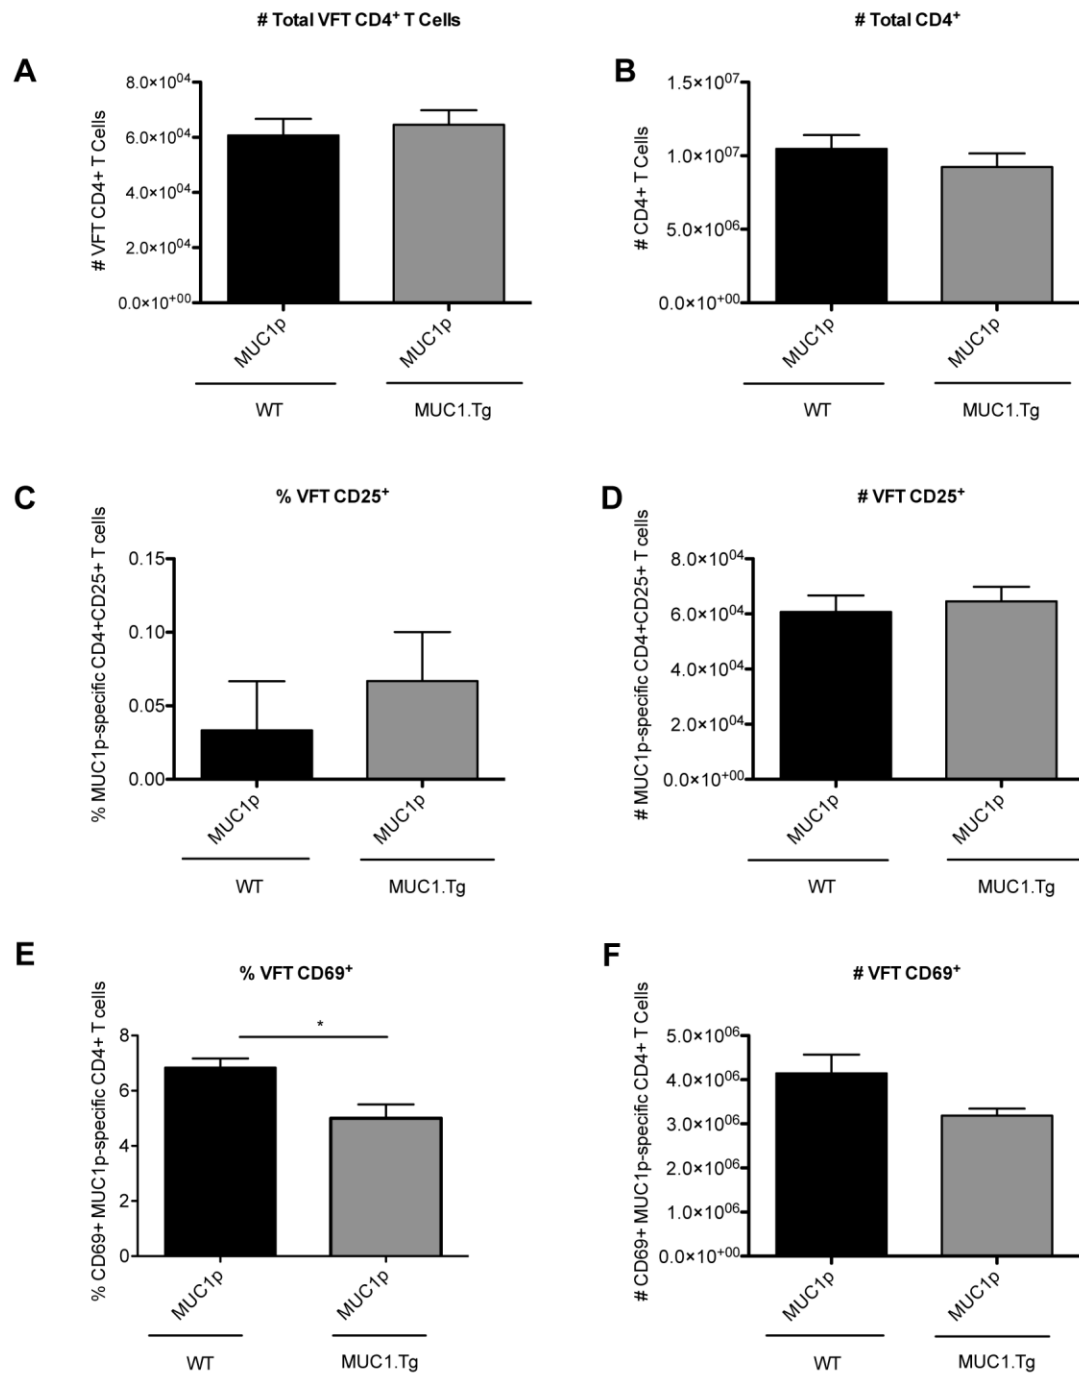 # Total VFT CD4⁺ T Cells
A
# VFT CD4+ T Cells
8.0×10⁰⁴
6.0×10⁰⁴
4.0×10⁰⁴
2.0×10⁰⁴
0.0×10⁺⁰⁰
MUC1p
MUC1p
WT
MUC1.Tg
# Total CD4⁺
B
# CD4+ T Cells
1.5×10⁰⁷
1.0×10⁰⁷
5.0×10⁰⁶
0.0×10⁺⁰⁰
MUC1p
MUC1p
WT
MUC1.Tg
C
% VFT CD25⁺
% MUC1p-specific CD4+CD25+ T cells
0.15
0.10
0.05
0.00
MUC1p
MUC1p
WT
MUC1.Tg
D
# VFT CD25⁺
# MUC1p-specific CD4+CD25+ T cells
8.0×10⁰⁴
6.0×10⁰⁴
4.0×10⁰⁴
2.0×10⁰⁴
0.0×10⁺⁰⁰
MUC1p
MUC1p
WT
MUC1.Tg
E
% VFT CD69⁺
% CD69+ MUC1p-specific CD4+ T cells
8
6
4
2
0
*
MUC1p
MUC1p
WT
MUC1.Tg
F
# VFT CD69⁺
# CD69+ MUC1p-specific CD4+ T Cells
5.0×10⁰⁶
4.0×10⁰⁶
3.0×10⁰⁶
2.0×10⁰⁶
1.0×10⁰⁶
0.0×10⁺⁰⁰
MUC1p
MUC1p
WT
MUC1.Tg